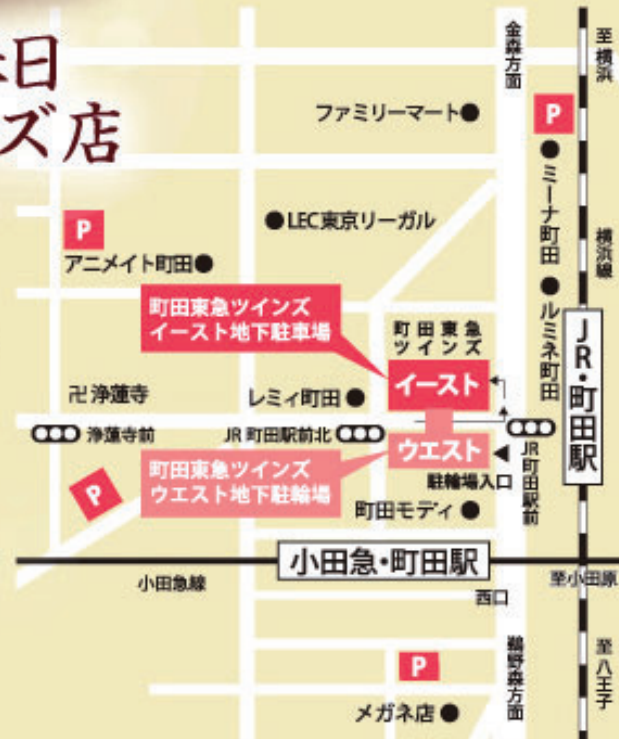 日
ズ店
金森方面
至横浜
ファミリーマート
P
ミーナ町田
P
LEC東京リーガル
横浜線
アニメイト町田
ルミネ町田
町田東急ツインズ
イースト地下駐車場
町田東急
ツインズ
JR・町田駅
イースト
卍浄蓮寺
レミィ町田
浄蓮寺前
JR町田駅前北
ウエスト
JR町田駅前
町田東急ツインズ
ウエスト地下駐輪場
駐輪場入口
P
町田モディ
小田急・町田駅
小田急線
至小田原
西口
鶴野森方面
至八王子
P
メガネ店